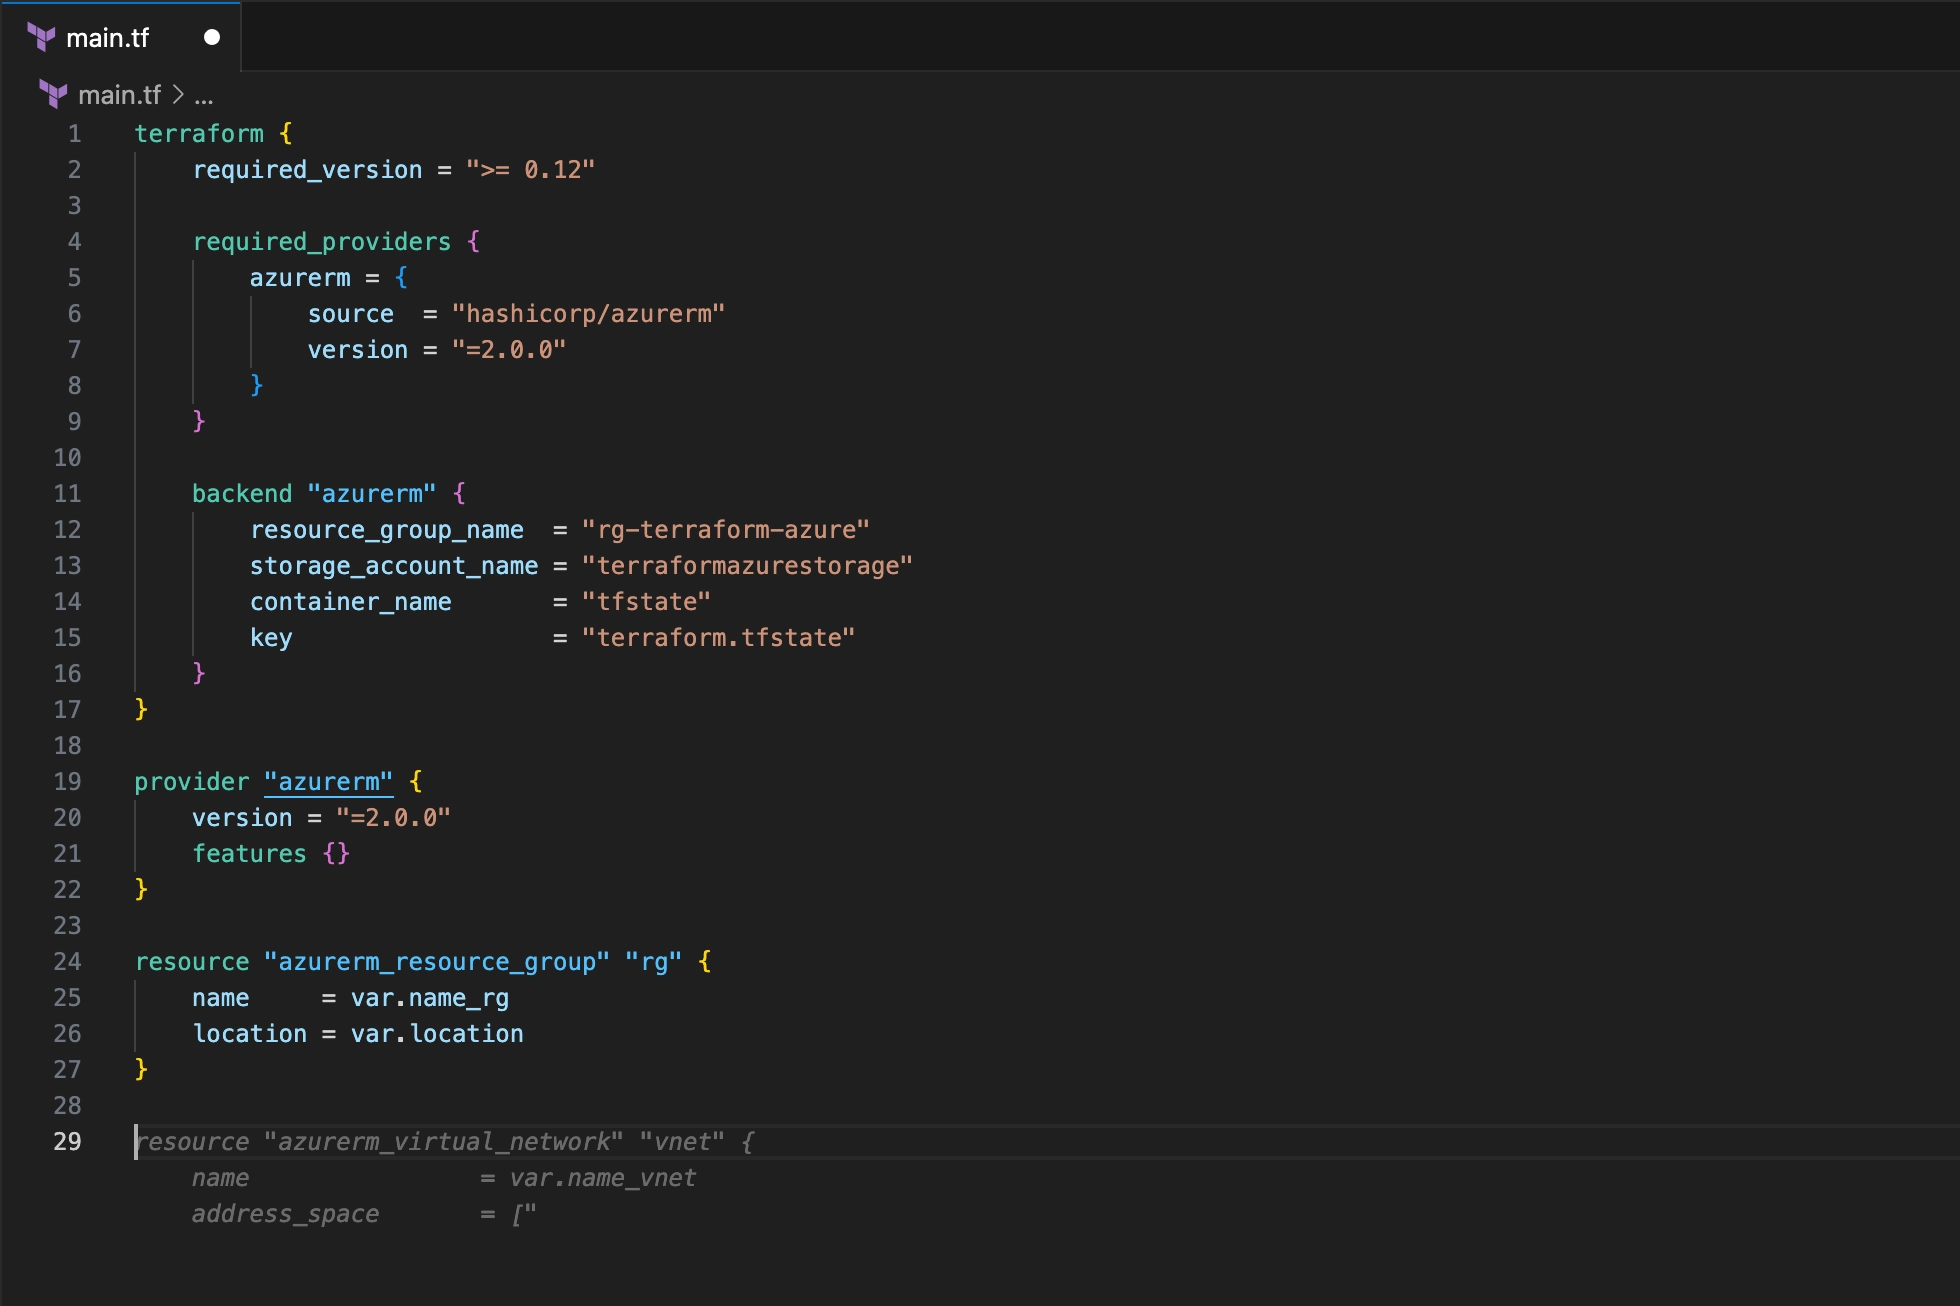 main.tf
main.tf > ...
1 terraform {
2     required_version = ">= 0.12"
3
4     required_providers {
5         azurerm = {
6             source  = "hashicorp/azurerm"
7             version = "=2.0.0"
8         }
9     }
10
11     backend "azurerm" {
12         resource_group_name  = "rg-terraform-azure"
13         storage_account_name = "terraformazurestorage"
14         container_name       = "tfstate"
15         key                  = "terraform.tfstate"
16     }
17 }
18
19 provider "azurerm" {
20     version = "=2.0.0"
21     features {}
22 }
23
24 resource "azurerm_resource_group" "rg" {
25     name     = var.name_rg
26     location = var.location
27 }
28
29 resource "azurerm_virtual_network" "vnet" {
    name                = var.name_vnet
    address_space       = ["